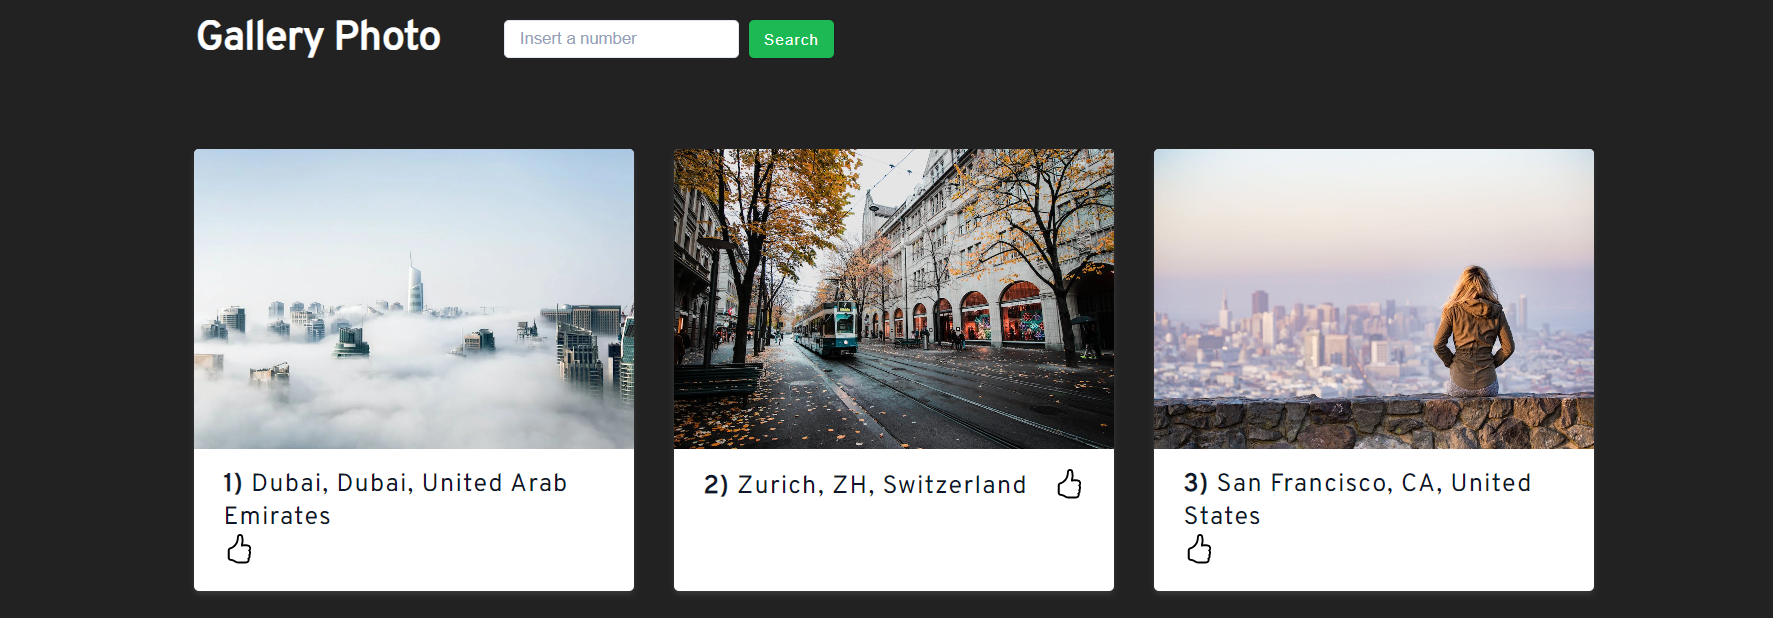 Gallery Photo
Insert a number
Search
1) Dubai, Dubai, United Arab
Emirates
2) Zurich, ZH, Switzerland
3) San Francisco, CA, United
States